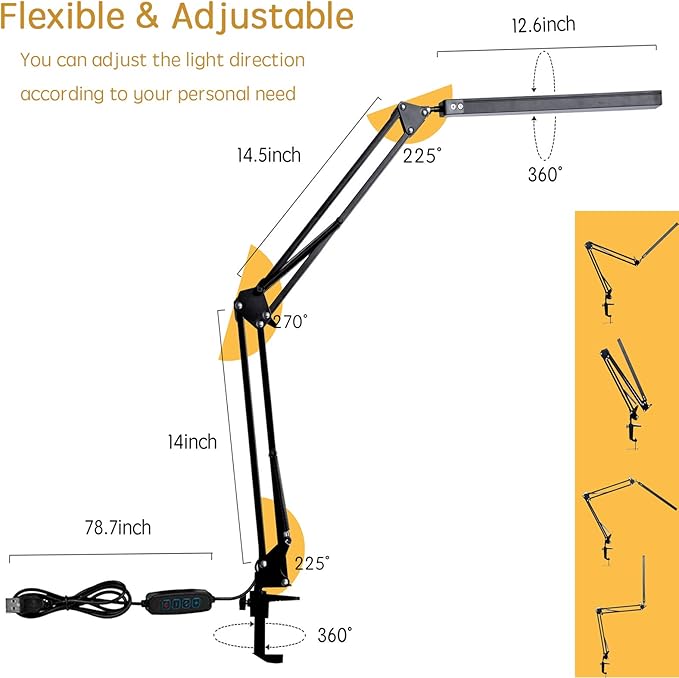 Flexible & Adjustable
You can adjust the light direction
according to your personal need
12.6inch
14.5inch
225°
360°
270°
14inch
78.7inch
225°
360°